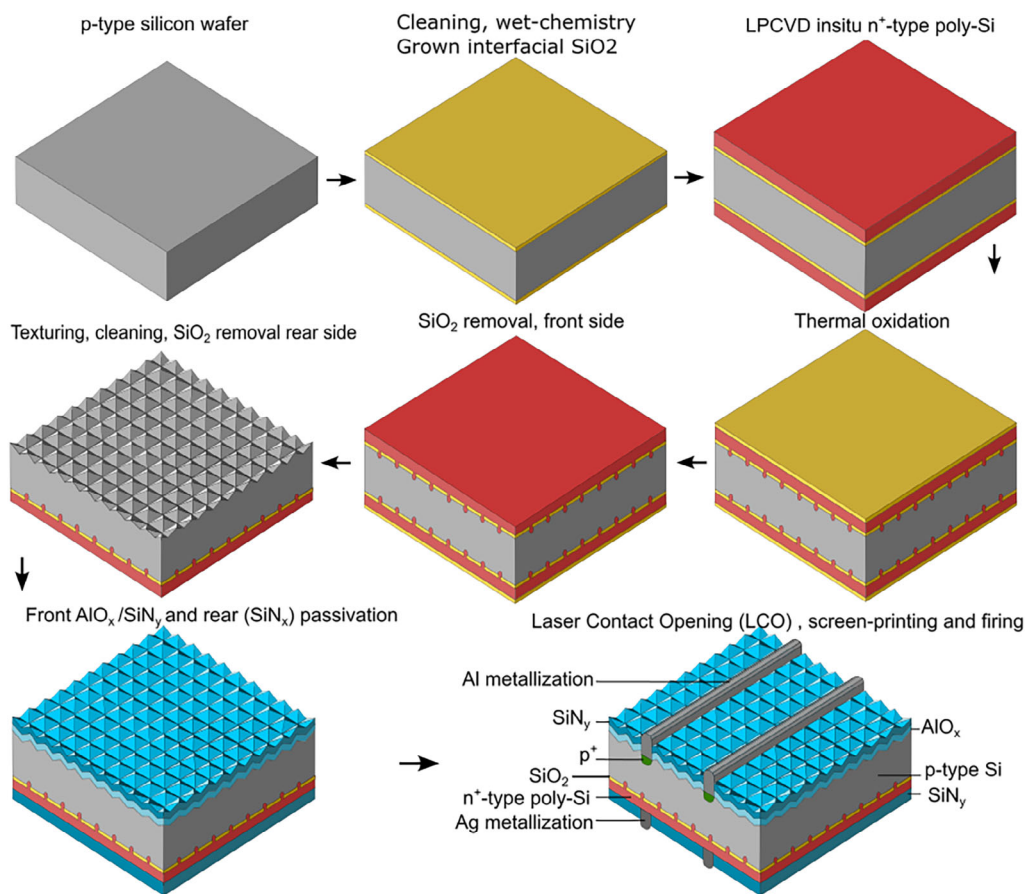 p-type silicon wafer
Cleaning, wet-chemistry
Grown interfacial SiO2
LPCVD insitu n⁺-type poly-Si
Texturing, cleaning, SiO₂ removal rear side
SiO₂ removal, front side
Thermal oxidation
Front AlOₓ/SiNᵧ and rear (SiNₓ) passivation
Laser Contact Opening (LCO) , screen-printing and firing
Al metallization
SiNᵧ
AlOₓ
p⁺
SiO₂
p-type Si
n⁺-type poly-Si
SiNᵧ
Ag metallization